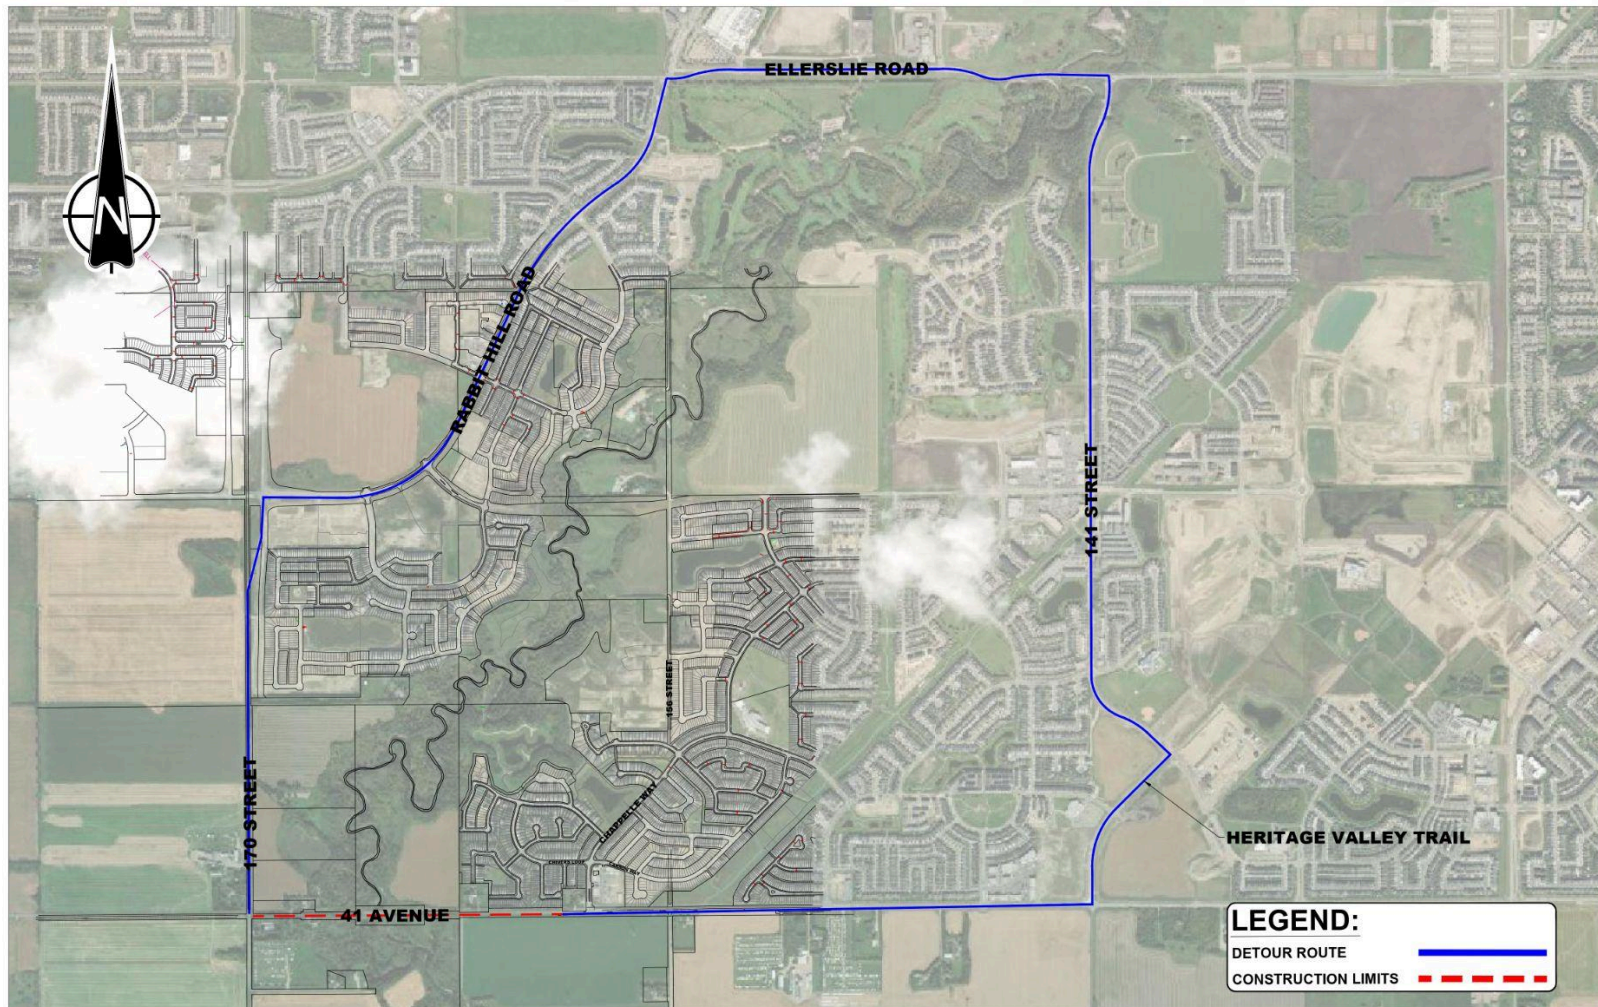 ELLERSLIE ROAD
N
RABBIT HILL ROAD
141 STREET
156 STREET
170 STREET
CHAPPELLE WAY
HERITAGE VALLEY TRAIL
41 AVENUE
LEGEND:
DETOUR ROUTE
CONSTRUCTION LIMITS